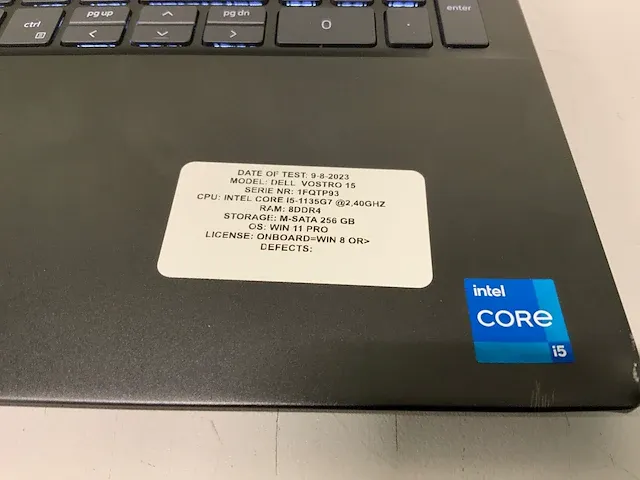 pg up
pg dn
enter
ctrl
0
.
DATE OF TEST: 9-8-2023
MODEL: DELL VOSTRO 15
SERIE NR: 1FQTP93
CPU: INTEL CORE I5-1135G7 @2,40GHZ
RAM: 8DDR4
STORAGE: M-SATA 256 GB
OS: WIN 11 PRO
LICENSE: ONBOARD=WIN 8 OR>
DEFECTS:
intel
CORE
i5